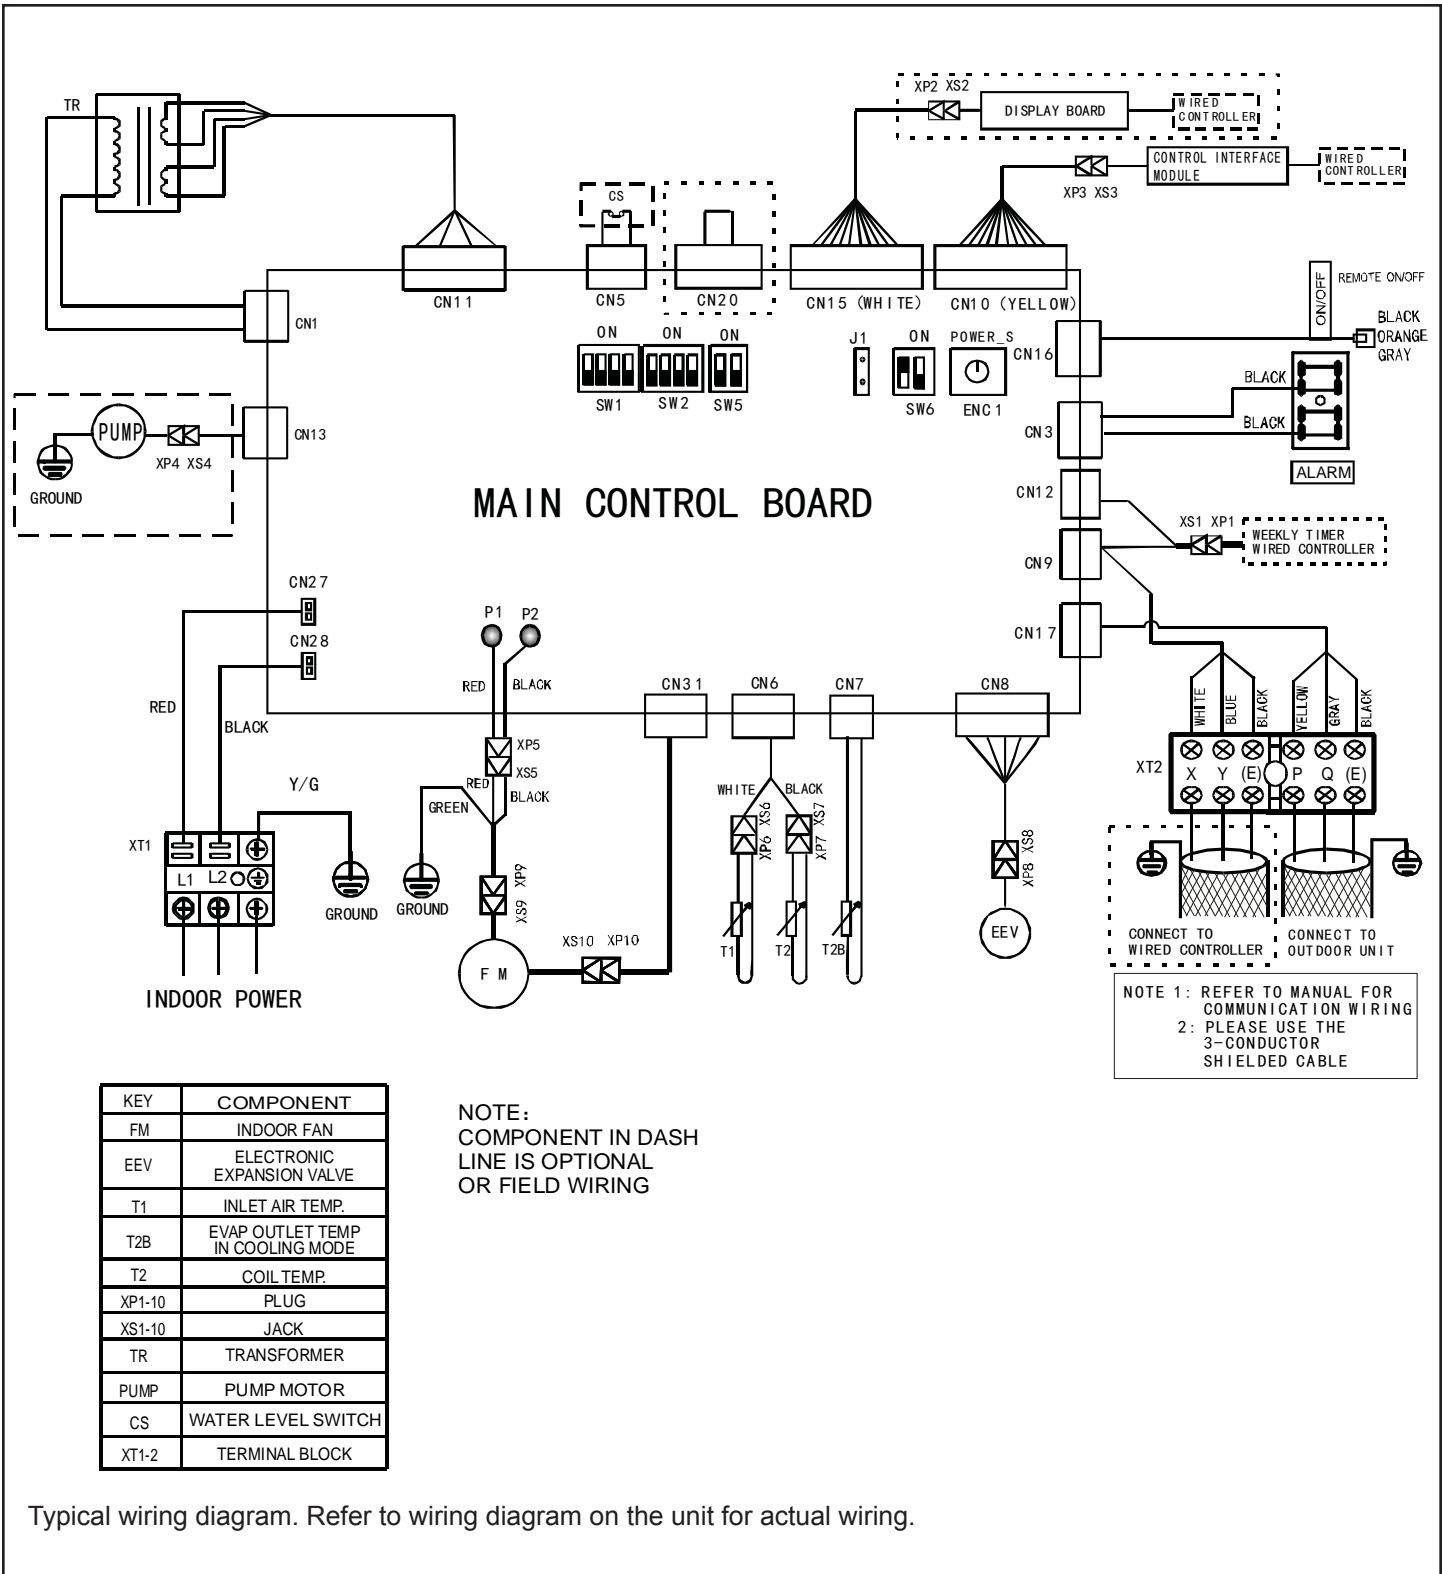 TR
XP2 XS2
DISPLAY BOARD
WIRED
CONTROLLER
CONTROL INTERFACE
MODULE
WIRED
CONTROLLER
XP3 XS3
CS
CN11
CN5
CN20
CN15 (WHITE)
CN10 (YELLOW)
ON/OFF
REMOTE ON/OFF
CN1
ON
ON
ON
J1
ON
POWER_S
CN16
BLACK
ORANGE
GRAY
SW1
SW2
SW5
SW6
ENC1
BLACK
BLACK
CN3
ALARM
PUMP
XP4 XS4
GROUND
CN13
MAIN CONTROL BOARD
CN12
XS1 XP1
WEEKLY TIMER
WIRED CONTROLLER
CN9
CN27
CN28
P1
P2
CN17
RED
BLACK
RED
BLACK
CN31
CN6
CN7
CN8
WHITE
BLUE
BLACK
YELLOW
GRAY
BLACK
XP5
XS5
RED
BLACK
GREEN
Y/G
WHITE
BLACK
XP6 XS6
XP7 XS7
XP8 XS8
XT2
X Y (E) P Q (E)
XT1
L1 L2
GROUND
GROUND
XS9 XP9
XS10 XP10
FM
T1
T2
T2B
EEV
CONNECT TO
WIRED CONTROLLER
CONNECT TO
OUTDOOR UNIT
INDOOR POWER
NOTE 1: REFER TO MANUAL FOR
COMMUNICATION WIRING
2: PLEASE USE THE
3-CONDUCTOR
SHIELDED CABLE
KEY COMPONENT
FM INDOOR FAN
EEV ELECTRONIC
EXPANSION VALVE
T1 INLET AIR TEMP.
T2B EVAP OUTLET TEMP
IN COOLING MODE
T2 COIL TEMP.
XP1-10 PLUG
XS1-10 JACK
TR TRANSFORMER
PUMP PUMP MOTOR
CS WATER LEVEL SWITCH
XT1-2 TERMINAL BLOCK
NOTE:
COMPONENT IN DASH
LINE IS OPTIONAL
OR FIELD WIRING
Typical wiring diagram. Refer to wiring diagram on the unit for actual wiring.